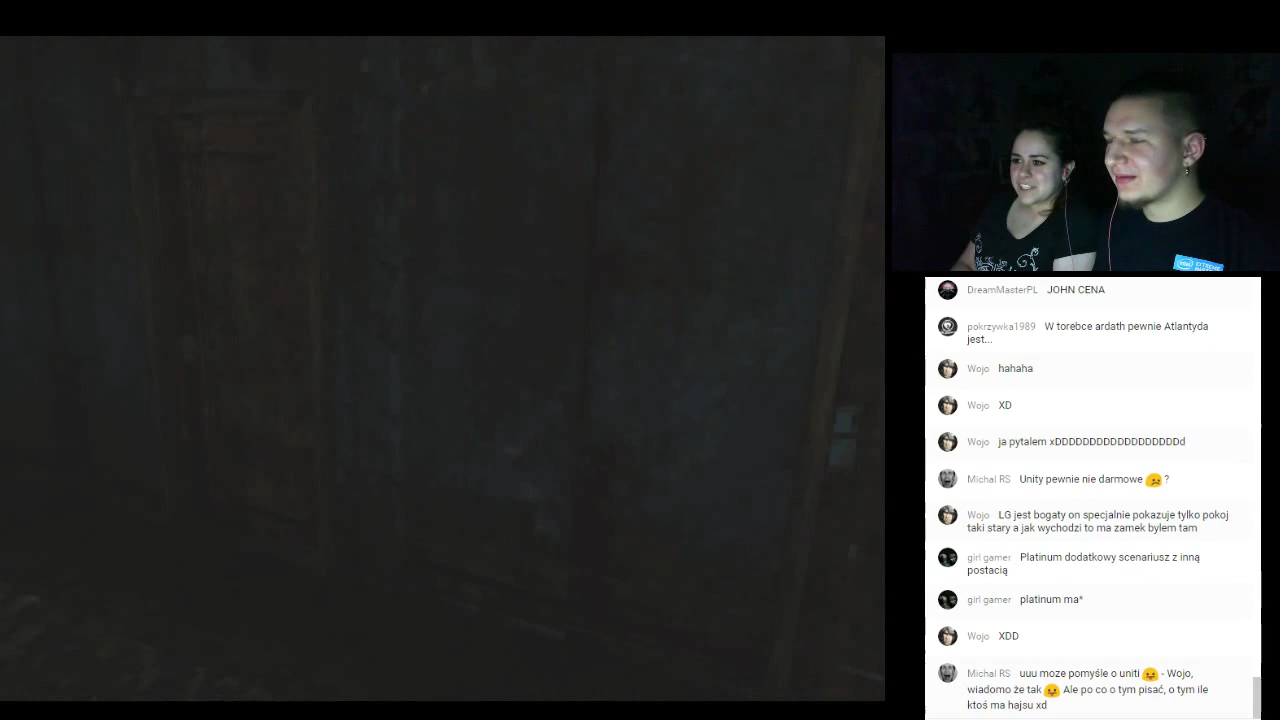 intel EXTREME
DreamMasterPL JOHN CENA
pokrzywka1989 W torebce ardath pewnie Atlantyda
jest...
Wojo hahaha
Wojo XD
Wojo ja pytalem xDDDDDDDDDDDDDDDDDDd
Michal RS Unity pewnie nie darmowe ?
Wojo LG jest bogaty on specjalnie pokazuje tylko pokoj
taki stary a jak wychodzi to ma zamek bylem tam
girl gamer Platinum dodatkowy scenariusz z inną
postacią
girl gamer platinum ma*
Wojo XDD
Michal RS uuu moze pomyśle o uniti - Wojo,
wiadomo że tak Ale po co o tym pisać, o tym ile
ktoś ma hajsu xd